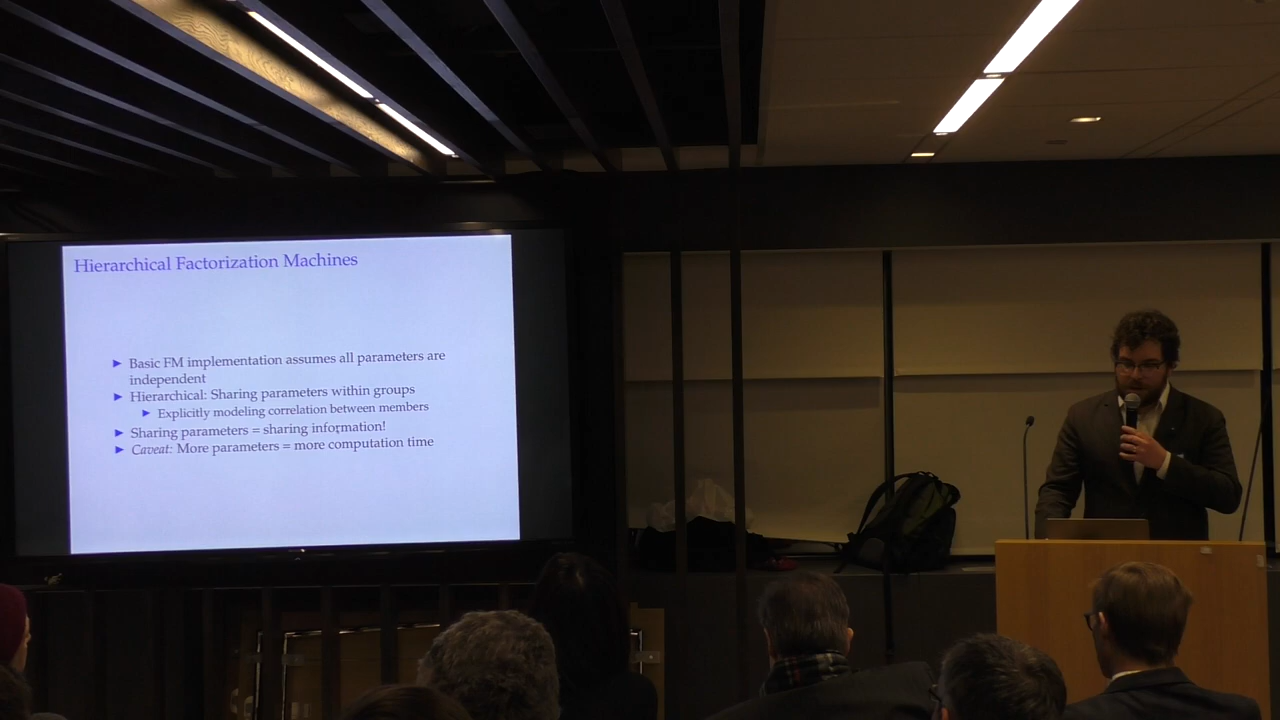 Hierarchical Factorization Machines
► Basic FM implementation assumes all parameters are
independent
► Hierarchical: Sharing parameters within groups
► Explicitly modeling correlation between members
► Sharing parameters = sharing information!
► Caveat: More parameters = more computation time